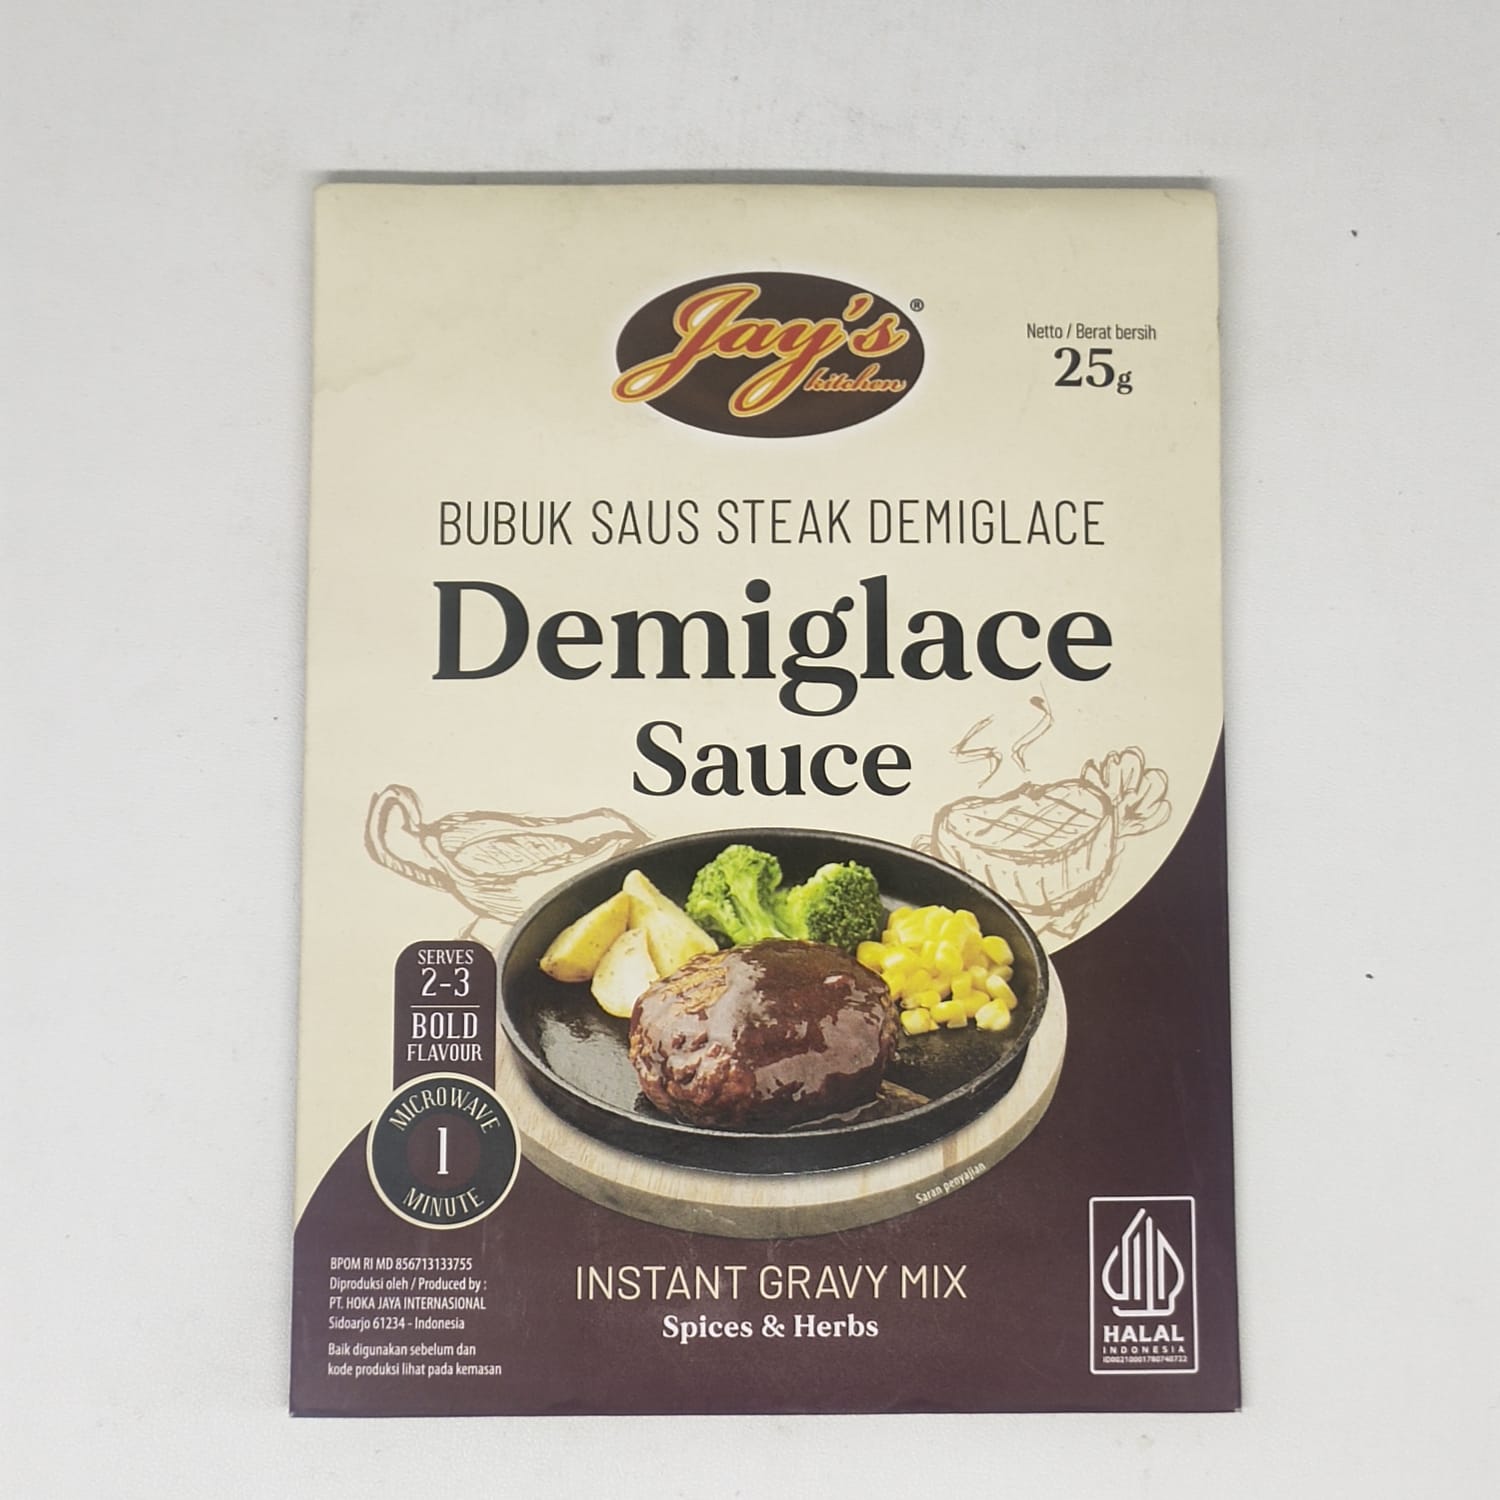 Jay's®
kitchen
Netto / Berat bersih
25g
BUBUK SAUS STEAK DEMIGLACE
Demiglace
Sauce
SERVES
2-3
BOLD
FLAVOUR
MICROWAVE
1
MINUTE
Saran penyajian
BPOM RI MD 856713133755
Diproduksi oleh / Produced by :
PT. HOKA JAYA INTERNASIONAL
Sidoarjo 61234 - Indonesia
Baik digunakan sebelum dan
kode produksi lihat pada kemasan
INSTANT GRAVY MIX
Spices & Herbs
HALAL
INDONESIA
ID00210001780740722